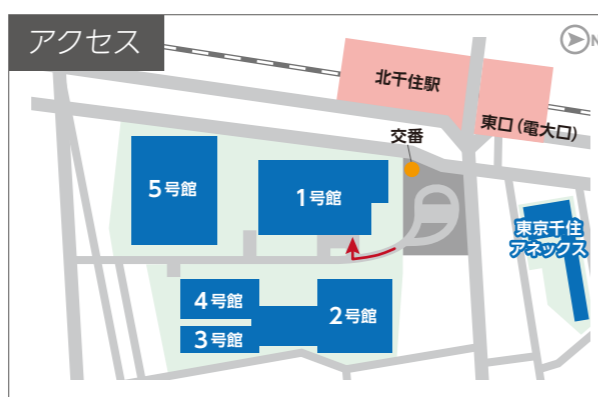 アクセス
N
北千住駅
東口(電大口)
交番
5号館
1号館
東京千住
アネックス
4号館
2号館
3号館